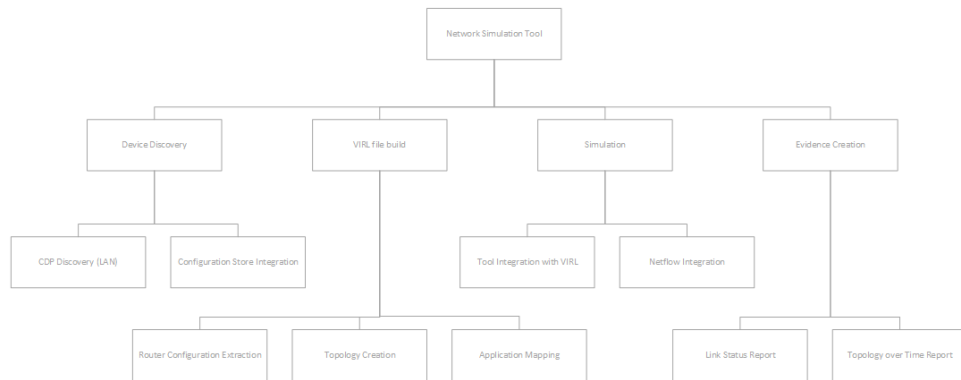 Network Simulation Tool
Device Discovery
VIRL file build
Simulation
Evidence Creation
CDP Discovery (LAN)
Configuration Store Integration
Tool Integration with VIRL
Netflow Integration
Router Configuration Extraction
Topology Creation
Application Mapping
Link Status Report
Topology over Time Report